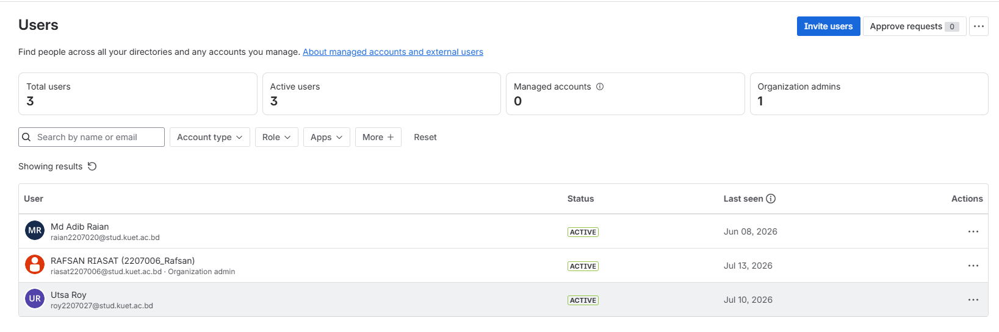 Users
Invite users
Approve requests 0
Find people across all your directories and any accounts you manage. About managed accounts and external users
Total users
3
Active users
3
Managed accounts
0
Organization admins
1
Search by name or email
Account type
Role
Apps
More
Reset
Showing results
User Status Last seen Actions
MR
Md Adib Raian
raian2207020@stud.kuet.ac.bd
ACTIVE
Jun 08, 2026
RAFSAN RIASAT (2207006_Rafsan)
riasat2207006@stud.kuet.ac.bd · Organization admin
ACTIVE
Jul 13, 2026
UR
Utsa Roy
roy2207027@stud.kuet.ac.bd
ACTIVE
Jul 10, 2026